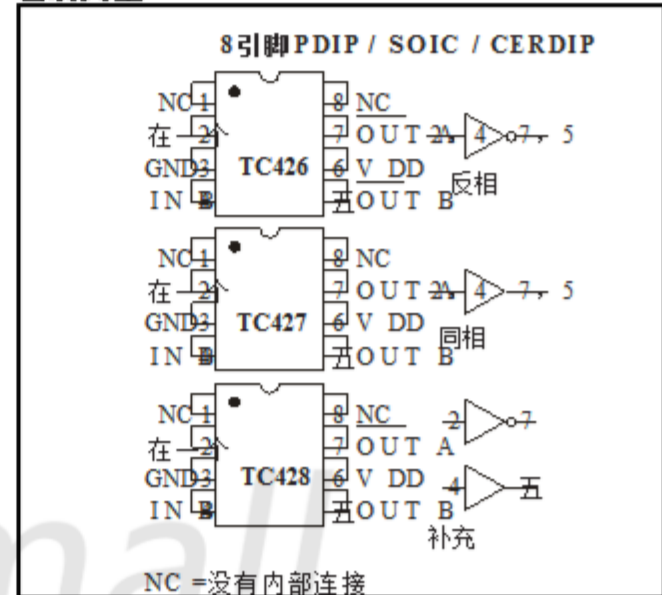 8引脚PDIP / SOIC / CERDIP
NC 1 8 NC
在 2 7 OUT A 2, 4 7, 5
GND 3 TC426 6 V DD
反相
IN B 五 OUT B
NC 1 8 NC
在 2 7 OUT A 2, 4 7, 5
GND 3 TC427 6 V DD
同相
IN B 五 OUT B
NC 1 8 NC 2 7
在 2 7 OUT A
GND 3 TC428 6 V DD 4 五
IN B 五 OUT B
补充
NC =没有内部连接